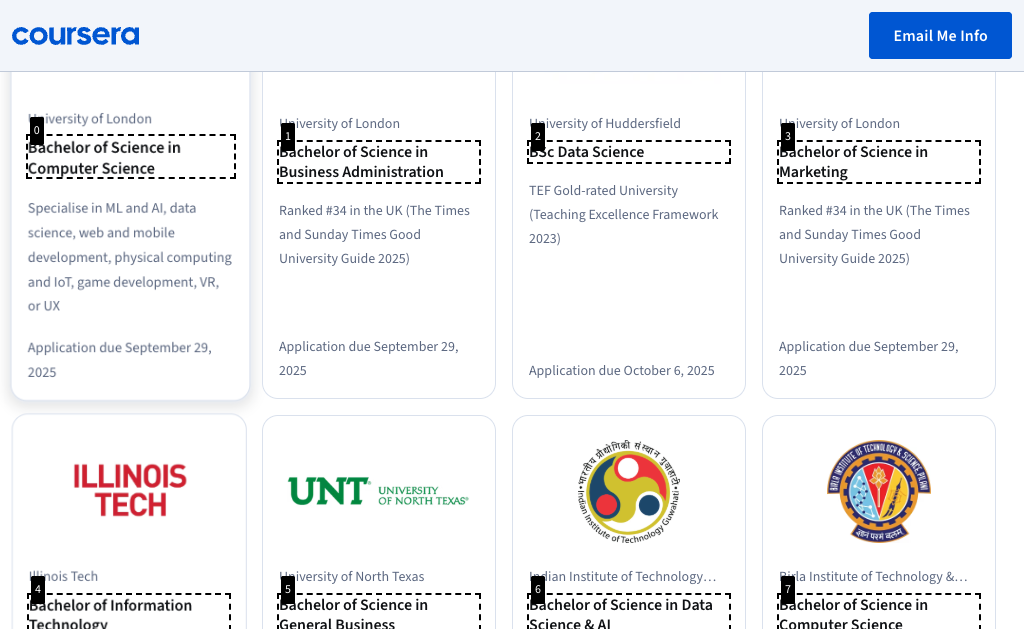 coursera
Email Me Info
University of London
0
Bachelor of Science in
Computer Science
Specialise in ML and AI, data
science, web and mobile
development, physical computing
and IoT, game development, VR,
or UX
Application due September 29,
2025
University of London
1
Bachelor of Science in
Business Administration
Ranked #34 in the UK (The Times
and Sunday Times Good
University Guide 2025)
Application due September 29,
2025
University of Huddersfield
2
BSc Data Science
TEF Gold-rated University
(Teaching Excellence Framework
2023)
Application due October 6, 2025
University of London
3
Bachelor of Science in
Marketing
Ranked #34 in the UK (The Times
and Sunday Times Good
University Guide 2025)
Application due September 29,
2025
ILLINOIS
TECH
Illinois Tech
4
Bachelor of Information
Technology
UNT UNIVERSITY
OF NORTH TEXAS®
University of North Texas
5
Bachelor of Science in
General Business
भारतीय प्रौद्योगिकी संस्थान गुवाहाटी
Indian Institute of Technology Guwahati
Indian Institute of Technology…
6
Bachelor of Science in Data
Science & AI
BIRLA INSTITUTE OF TECHNOLOGY & SCIENCE PILANI
ज्ञानं परमं बलम्
Birla Institute of Technology &…
7
Bachelor of Science in
Computer Science